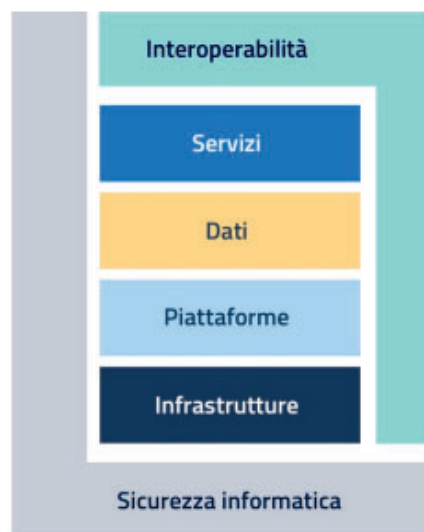 Interoperabilità
Servizi
Dati
Piattaforme
Infrastrutture
Sicurezza informatica